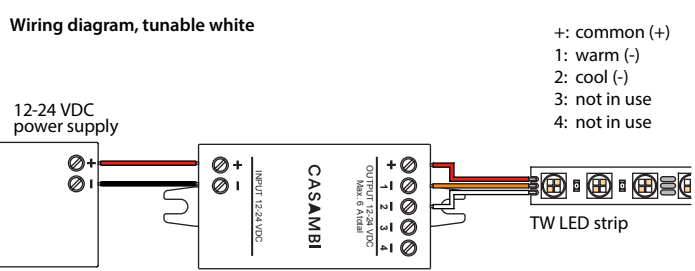 Wiring diagram, tunable white
+: common (+)
1: warm (-)
2: cool (-)
3: not in use
4: not in use
12-24 VDC
power supply
+
-
+
-
INPUT 12-24 VDC
CASAMBI
OUTPUT 12-24 VDC
Max. 6 A total
+
1
2
3
4
TW LED strip